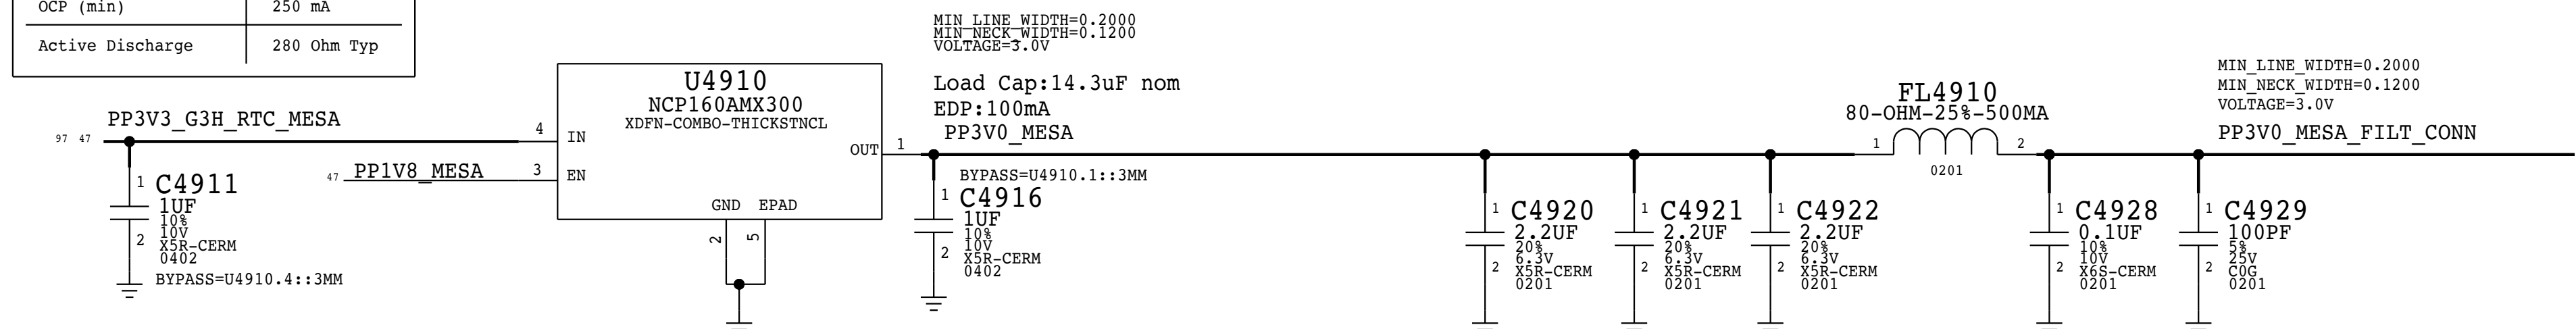 OCP (min) 250 mA
Active Discharge 280 Ohm Typ
PP3V3_G3H_RTC_MESA
97 47
1 C4911
1UF
10%
10V
2 X5R-CERM
0402
BYPASS=U4910.4::3MM
47 PP1V8_MESA
U4910
NCP160AMX300
XDFN-COMBO-THICKSTNCL
4 IN
3 EN
OUT 1
GND EPAD
2 5
MIN_LINE_WIDTH=0.2000
MIN_NECK_WIDTH=0.1200
VOLTAGE=3.0V
Load Cap:14.3uF nom
EDP:100mA
PP3V0_MESA
BYPASS=U4910.1::3MM
1 C4916
1UF
10%
10V
2 X5R-CERM
0402
1 C4920
2.2UF
20%
6.3V
2 X5R-CERM
0201
1 C4921
2.2UF
20%
6.3V
2 X5R-CERM
0201
1 C4922
2.2UF
20%
6.3V
2 X5R-CERM
0201
FL4910
80-OHM-25%-500MA
1 2
0201
MIN_LINE_WIDTH=0.2000
MIN_NECK_WIDTH=0.1200
VOLTAGE=3.0V
PP3V0_MESA_FILT_CONN
1 C4928
0.1UF
10%
10V
2 X6S-CERM
0201
1 C4929
100PF
5%
25V
2 C0G
0201